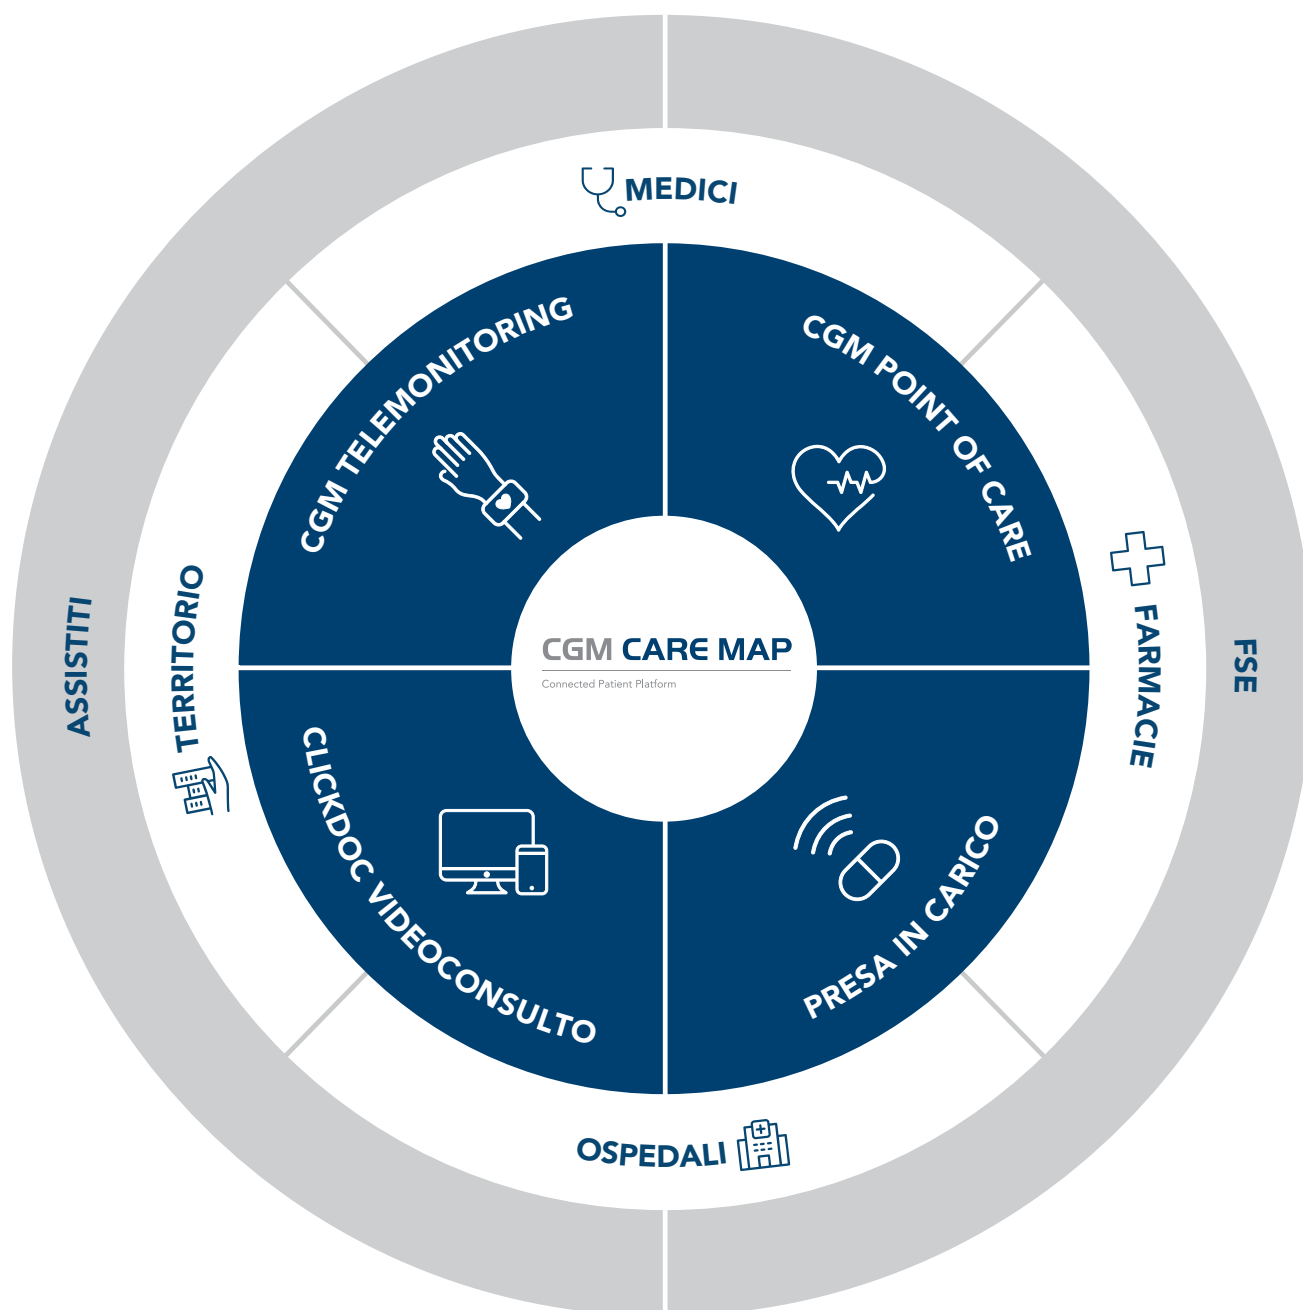 MEDICI
CGM TELEMONITORING
CGM POINT OF CARE
ASSISTITI
TERRITORIO
CGM CARE MAP
Connected Patient Platform
FARMACIE
FSE
CLICKDOC VIDEOCONSULTO
PRESA IN CARICO
OSPEDALI